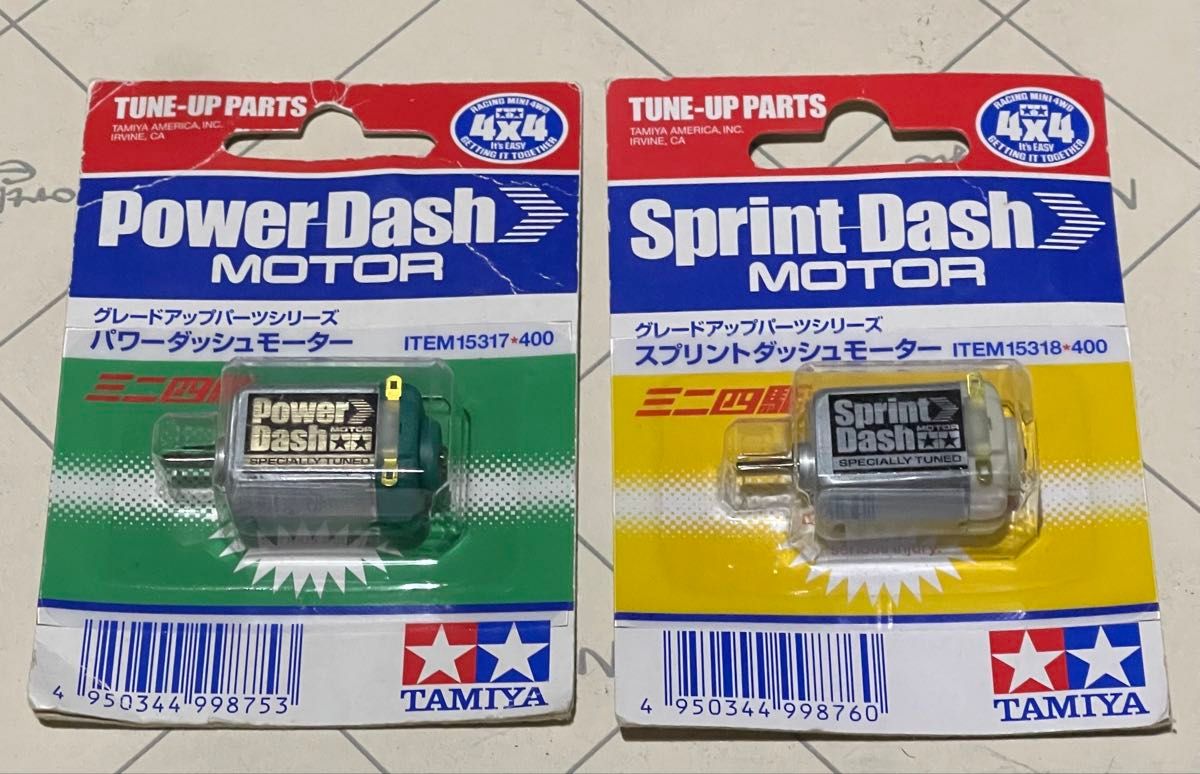 TUNE-UP PARTS
TAMIYA AMERICA, INC.
IRVINE, CA
RACING MINI 4WD
4x4
It's EASY
GETTING IT TOGETHER
Power Dash
MOTOR
グレードアップパーツシリーズ
パワーダッシュモーター ITEM15317*400
ミニ四駆
Power
Dash
MOTOR
SPECIALLY TUNED
4 950344 998753
TAMIYA
TUNE-UP PARTS
TAMIYA AMERICA, INC.
IRVINE, CA
RACING MINI 4WD
4x4
It's EASY
GETTING IT TOGETHER
Sprint Dash
MOTOR
グレードアップパーツシリーズ
スプリントダッシュモーター ITEM15318*400
ミニ四駆
Sprint
Dash
MOTOR
SPECIALLY TUNED
serious injury.
4 950344 998760
TAMIYA